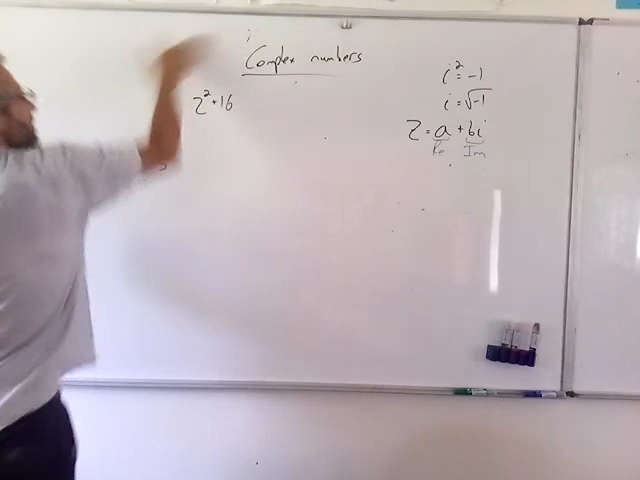 Complex numbers
z²+16
i²=-1
i=√-1
z=a+bi
Re Im